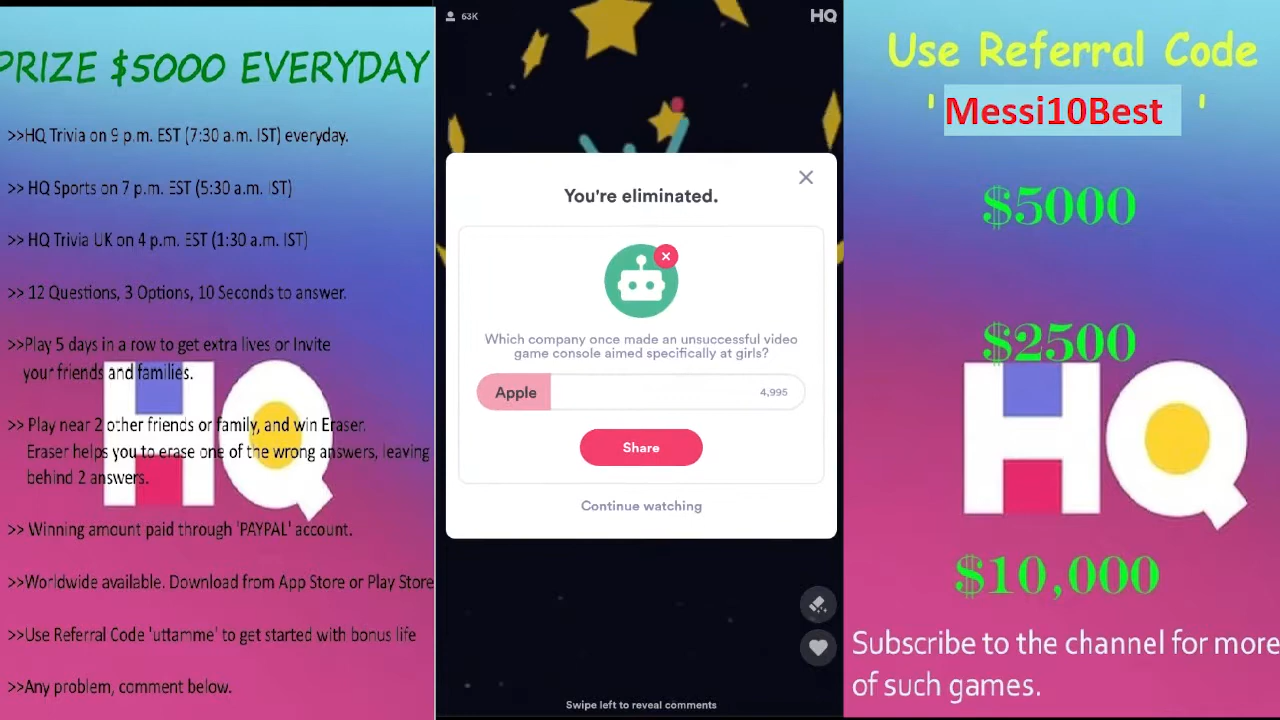 PRIZE $5000 EVERYDAY
>>HQ Trivia on 9 p.m. EST (7:30 a.m. IST) everyday.
>> HQ Sports on 7 p.m. EST (5:30 a.m. IST)
>> HQ Trivia UK on 4 p.m. EST (1:30 a.m. IST)
>> 12 Questions, 3 Options, 10 Seconds to answer.
>>Play 5 days in a row to get extra lives or Invite
your friends and families.
>> Play near 2 other friends or family, and win Eraser.
Eraser helps you to erase one of the wrong answers, leaving
behind 2 answers.
HQ
>> Winning amount paid through 'PAYPAL' account.
>>Worldwide available. Download from App Store or Play Store
>>Use Referral Code 'uttamme' to get started with bonus life
>>Any problem, comment below.
63K
HQ
You're eliminated.
Which company once made an unsuccessful video
game console aimed specifically at girls?
Apple 4,995
Share
Continue watching
Swipe left to reveal comments
Use Referral Code
' Messi10Best '
$5000
$2500
HQ
$10,000
Subscribe to the channel for more
of such games.